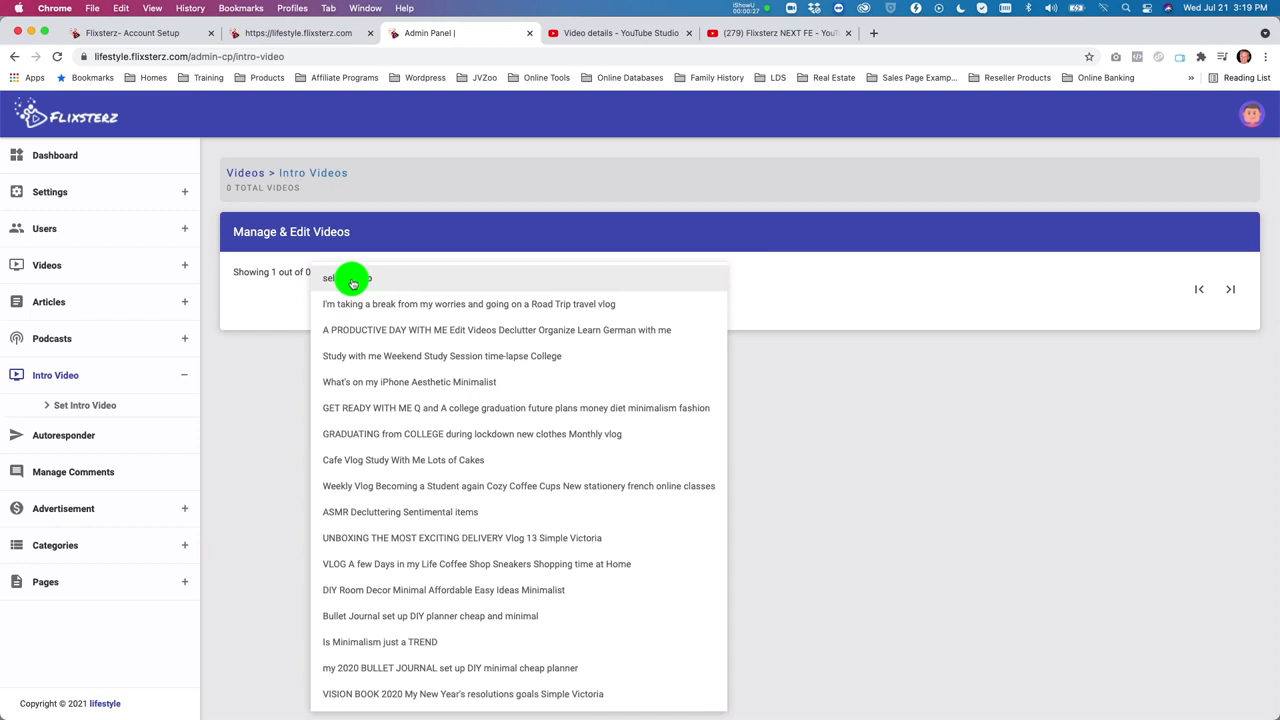 Chrome File Edit View History Bookmarks Profiles Tab Window Help
00:00:27
Wed Jul 21 3:19 PM
Flixsterz- Account Setup
https://lifestyle.flixsterz.com
Admin Panel |
Video details - YouTube Studio
(279) Flixsterz NEXT FE - YouT
lifestyle.flixsterz.com/admin-cp/intro-video
Apps Bookmarks Homes Training Products Affiliate Programs Wordpress JVZoo Online Tools Online Databases Family History LDS Real Estate Sales Page Examp... Reseller Products Online Banking » Reading List
FLIXSTERZ
Dashboard
Settings
Users
Videos
Articles
Podcasts
Intro Video
Set Intro Video
Autoresponder
Manage Comments
Advertisement
Categories
Pages
Copyright © 2021 lifestyle
Videos > Intro Videos
0 TOTAL VIDEOS
Manage & Edit Videos
Showing 1 out of 0
I'm taking a break from my worries and going on a Road Trip travel vlog
A PRODUCTIVE DAY WITH ME Edit Videos Declutter Organize Learn German with me
Study with me Weekend Study Session time-lapse College
What's on my iPhone Aesthetic Minimalist
GET READY WITH ME Q and A college graduation future plans money diet minimalism fashion
GRADUATING from COLLEGE during lockdown new clothes Monthly vlog
Cafe Vlog Study With Me Lots of Cakes
Weekly Vlog Becoming a Student again Cozy Coffee Cups New stationery french online classes
ASMR Decluttering Sentimental items
UNBOXING THE MOST EXCITING DELIVERY Vlog 13 Simple Victoria
VLOG A few Days in my Life Coffee Shop Sneakers Shopping time at Home
DIY Room Decor Minimal Affordable Easy Ideas Minimalist
Bullet Journal set up DIY planner cheap and minimal
Is Minimalism just a TREND
my 2020 BULLET JOURNAL set up DIY minimal cheap planner
VISION BOOK 2020 My New Year's resolutions goals Simple Victoria